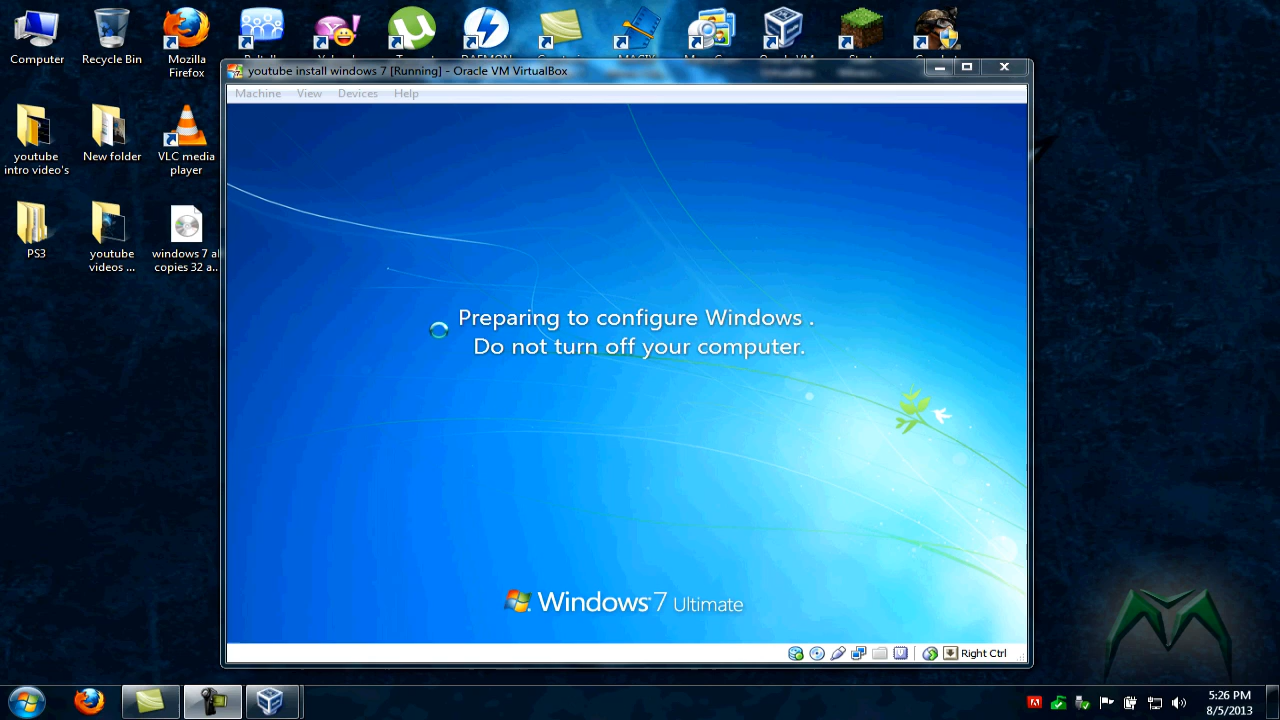 Computer
Recycle Bin
Mozilla
Firefox
youtube install windows 7 [Running] - Oracle VM VirtualBox
Machine View Devices Help
youtube
intro video's
New folder
VLC media
player
PS3
youtube
videos ...
windows 7 al
copies 32 a..
Preparing to configure Windows .
Do not turn off your computer.
Windows 7 Ultimate
Right Ctrl
5:26 PM
8/5/2013